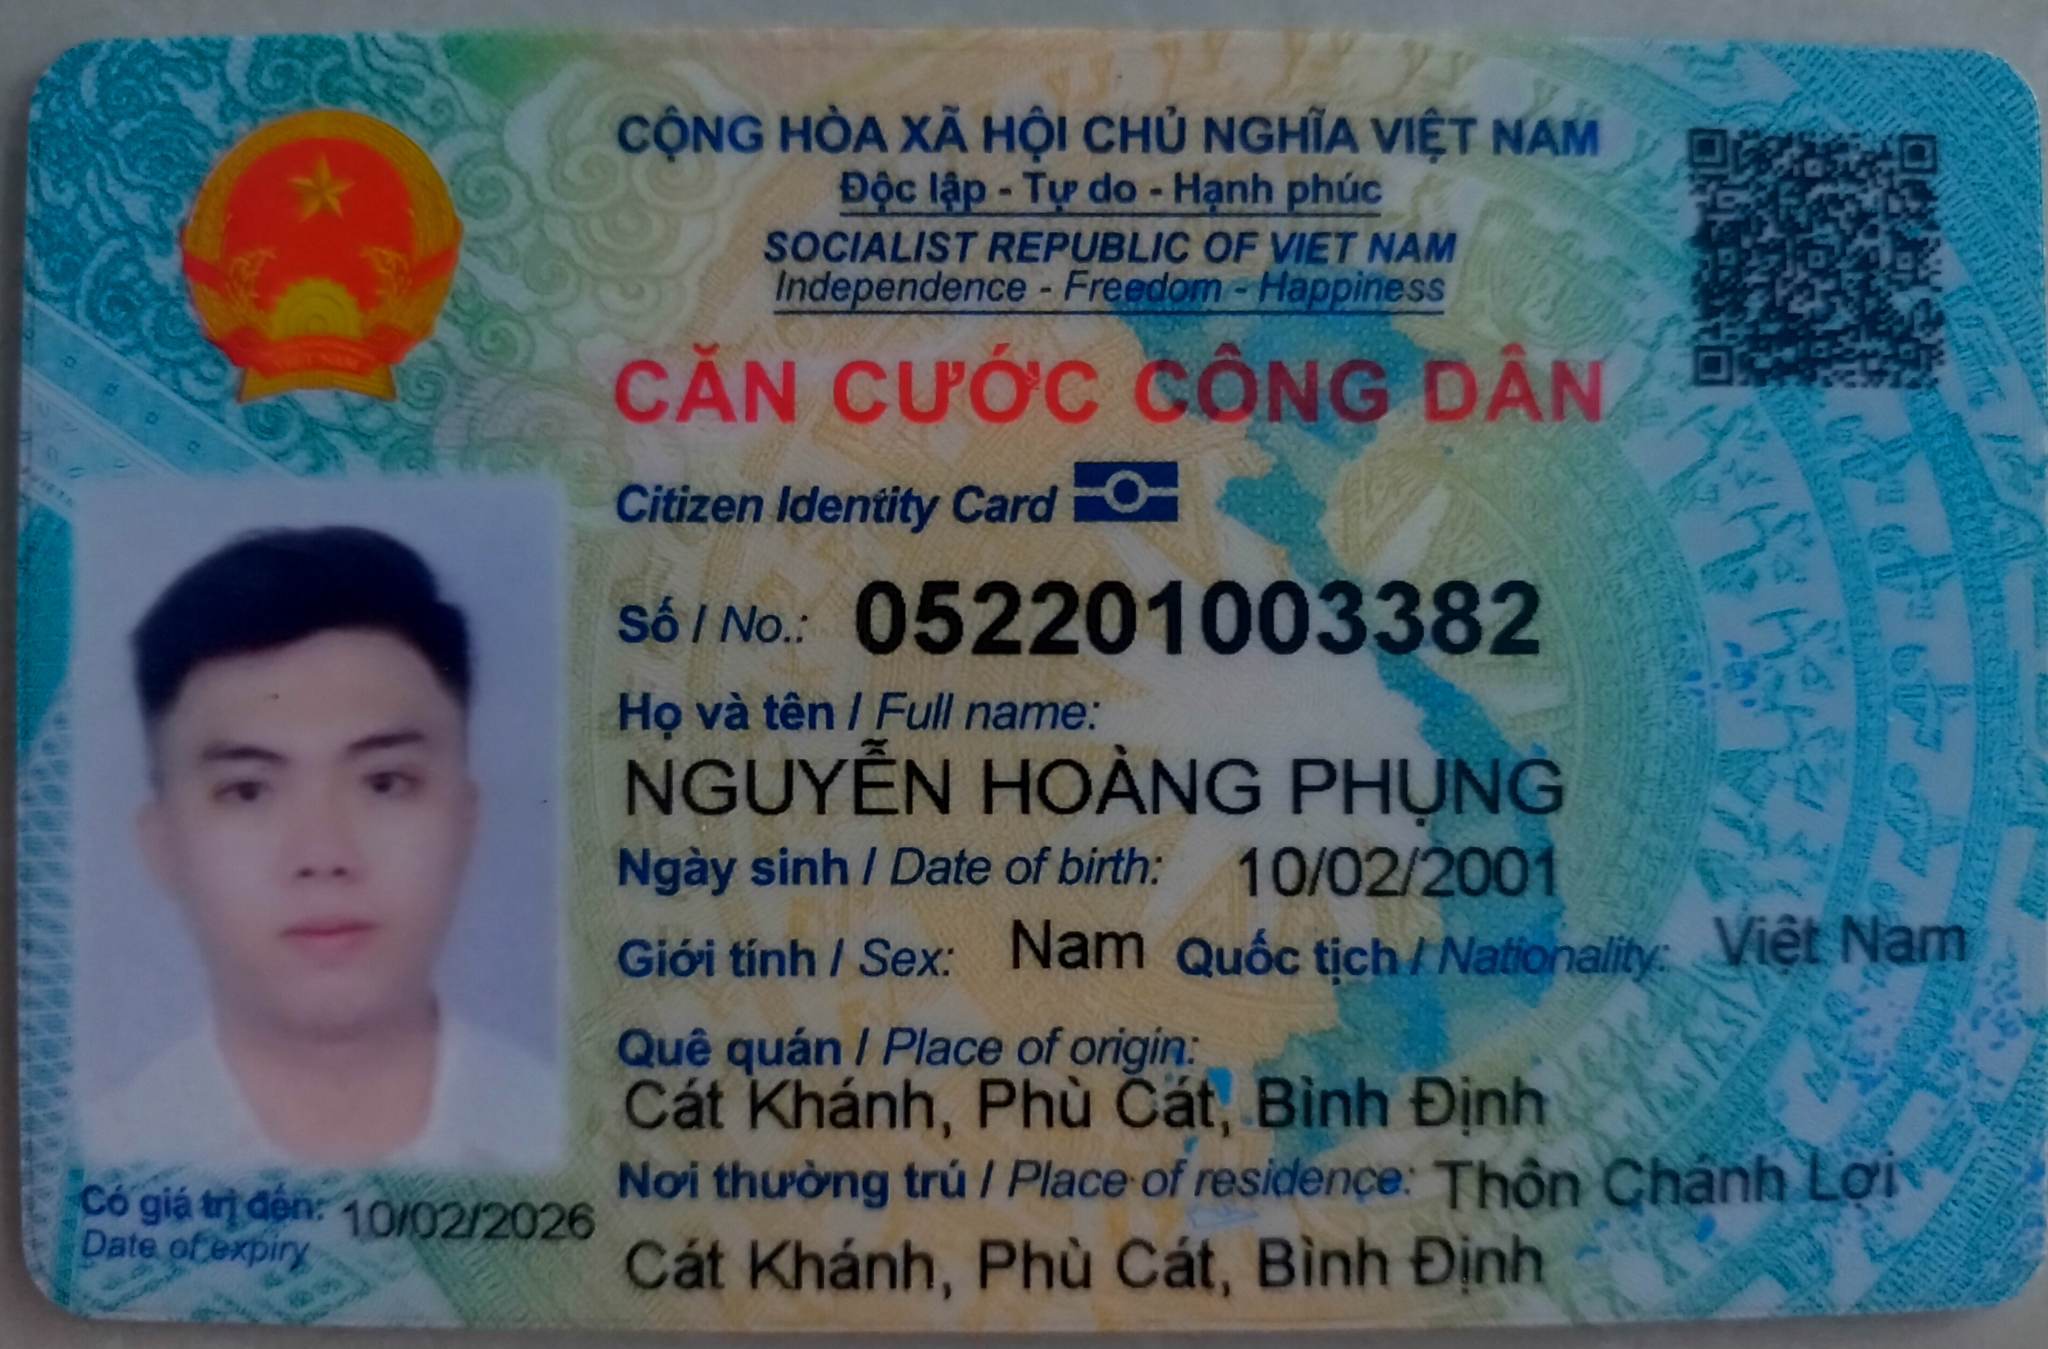 CỘNG HÒA XÃ HỘI CHỦ NGHĨA VIỆT NAM
Độc lập - Tự do - Hạnh phúc
SOCIALIST REPUBLIC OF VIET NAM
Independence - Freedom - Happiness
CĂN CƯỚC CÔNG DÂN
Citizen Identity Card
Số / No.: 052201003382
Họ và tên / Full name:
NGUYỄN HOÀNG PHỤNG
Ngày sinh / Date of birth: 10/02/2001
Giới tính / Sex: Nam Quốc tịch / Nationality: Việt Nam
Quê quán / Place of origin:
Cát Khánh, Phù Cát, Bình Định
Nơi thường trú / Place of residence: Thôn Chánh Lợi
Cát Khánh, Phù Cát, Bình Định
Có giá trị đến: 10/02/2026
Date of expiry